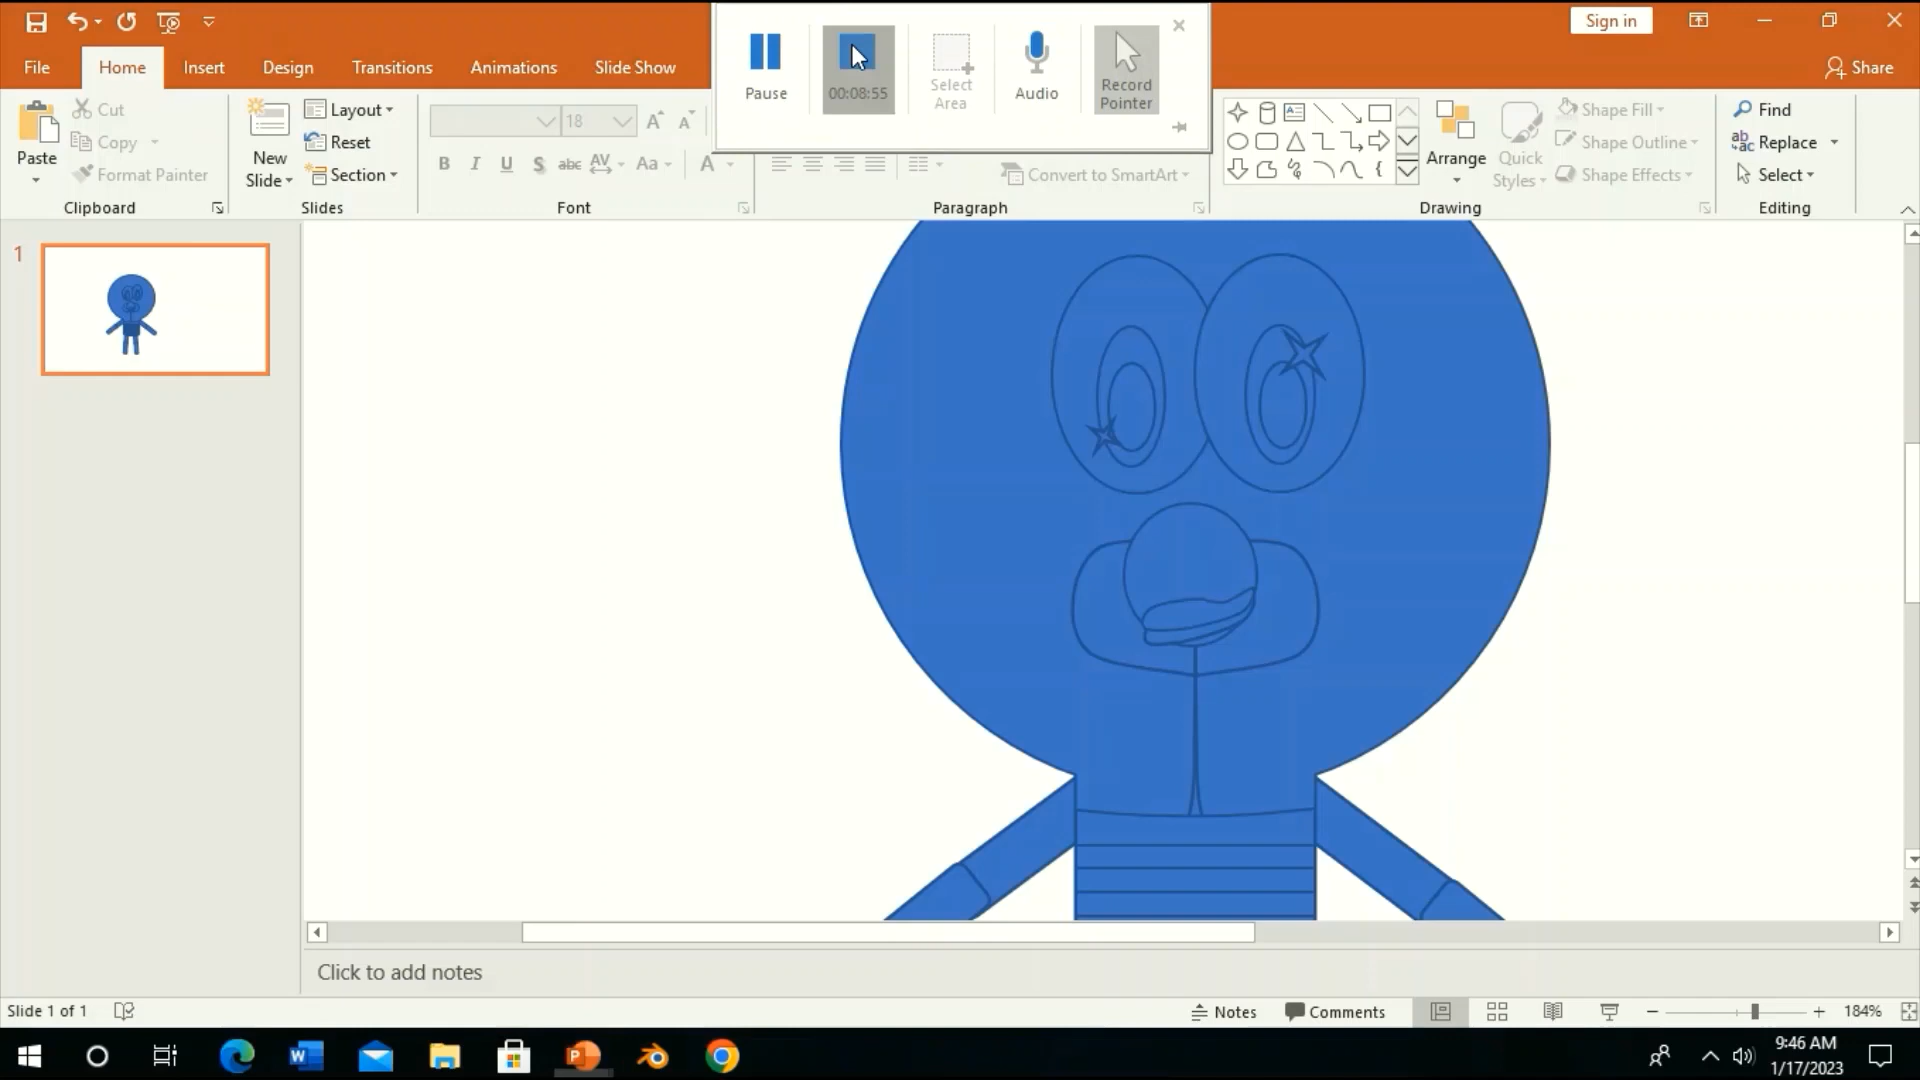 Sign in
File Home Insert Design Transitions Animations Slide Show
Share
Pause
00:08:55
Select
Area
Audio
Record
Pointer
Paste
Cut
Copy
Format Painter
Clipboard
New
Slide
Layout
Reset
Section
Slides
18
B I U S abc AV Aa A
Font
Convert to SmartArt
Paragraph
Arrange
Quick
Styles
Shape Fill
Shape Outline
Shape Effects
Drawing
Find
Replace
Select
Editing
1
Click to add notes
Slide 1 of 1
Notes
Comments
184%
9:46 AM
1/17/2023